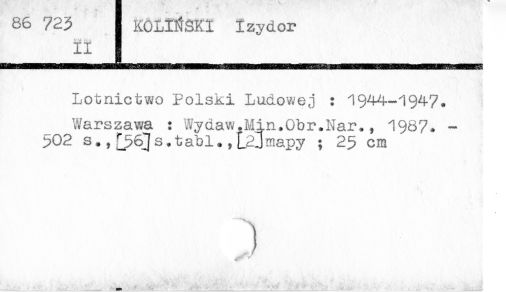 86 723 KOLIŃSKI Izydor
II
Lotnictwo Polski Ludowej : 1944-1947.
Warszawa : Wydaw.Min.Obr.Nar., 1987. -
502 s.,[56]s.tabl.,[2]mapy ; 25 cm